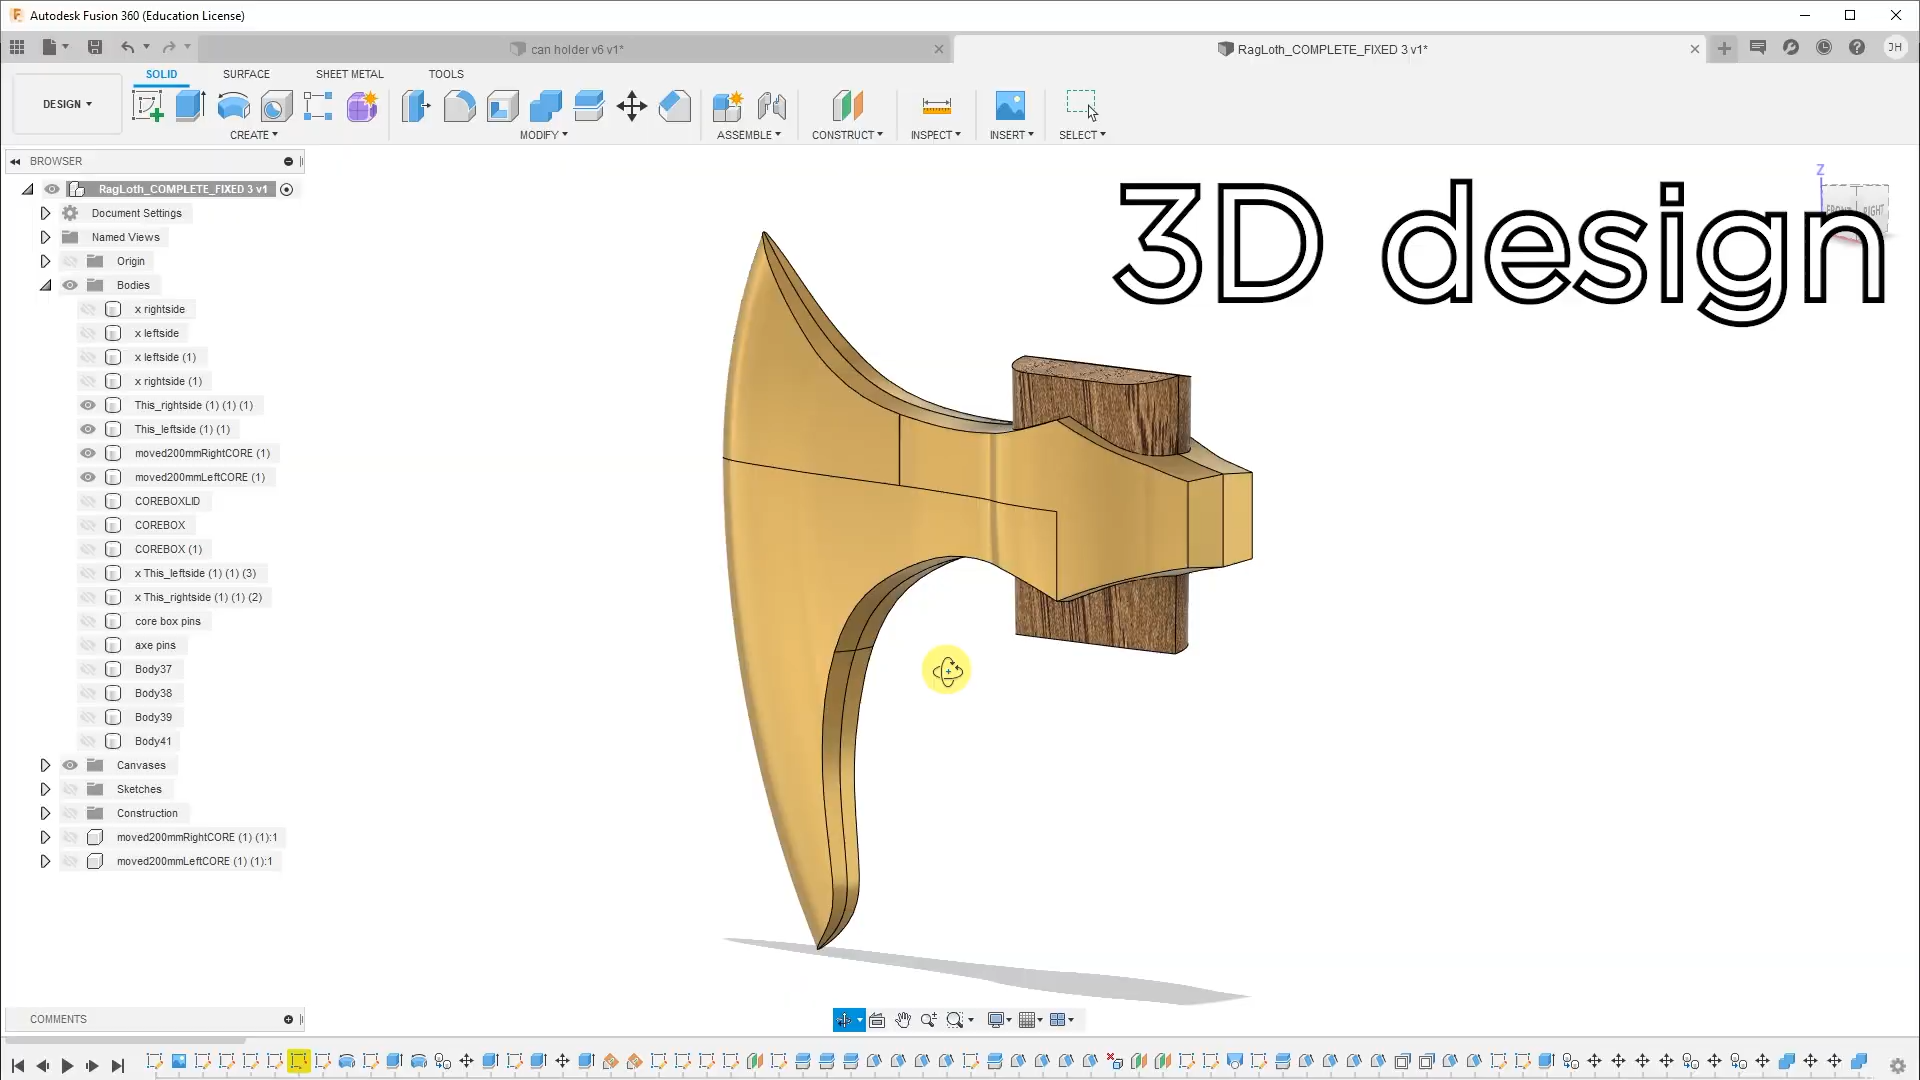 Autodesk Fusion 360 (Education License)
can holder v6 v1*
RagLoth_COMPLETE_FIXED 3 v1*
JH
SOLID
SURFACE
SHEET METAL
TOOLS
DESIGN
CREATE
MODIFY
ASSEMBLE
CONSTRUCT
INSPECT
INSERT
SELECT
BROWSER
RagLoth_COMPLETE_FIXED 3 v1
Document Settings
Named Views
Origin
Bodies
x rightside
x leftside
x leftside (1)
x rightside (1)
This_rightside (1) (1) (1)
This_leftside (1) (1)
moved200mmRightCORE (1)
moved200mmLeftCORE (1)
COREBOXLID
COREBOX
COREBOX (1)
x This_leftside (1) (1) (3)
x This_rightside (1) (1) (2)
core box pins
axe pins
Body37
Body38
Body39
Body41
Canvases
Sketches
Construction
moved200mmRightCORE (1) (1):1
moved200mmLeftCORE (1) (1):1
3D design
Z
FRONT
RIGHT
COMMENTS